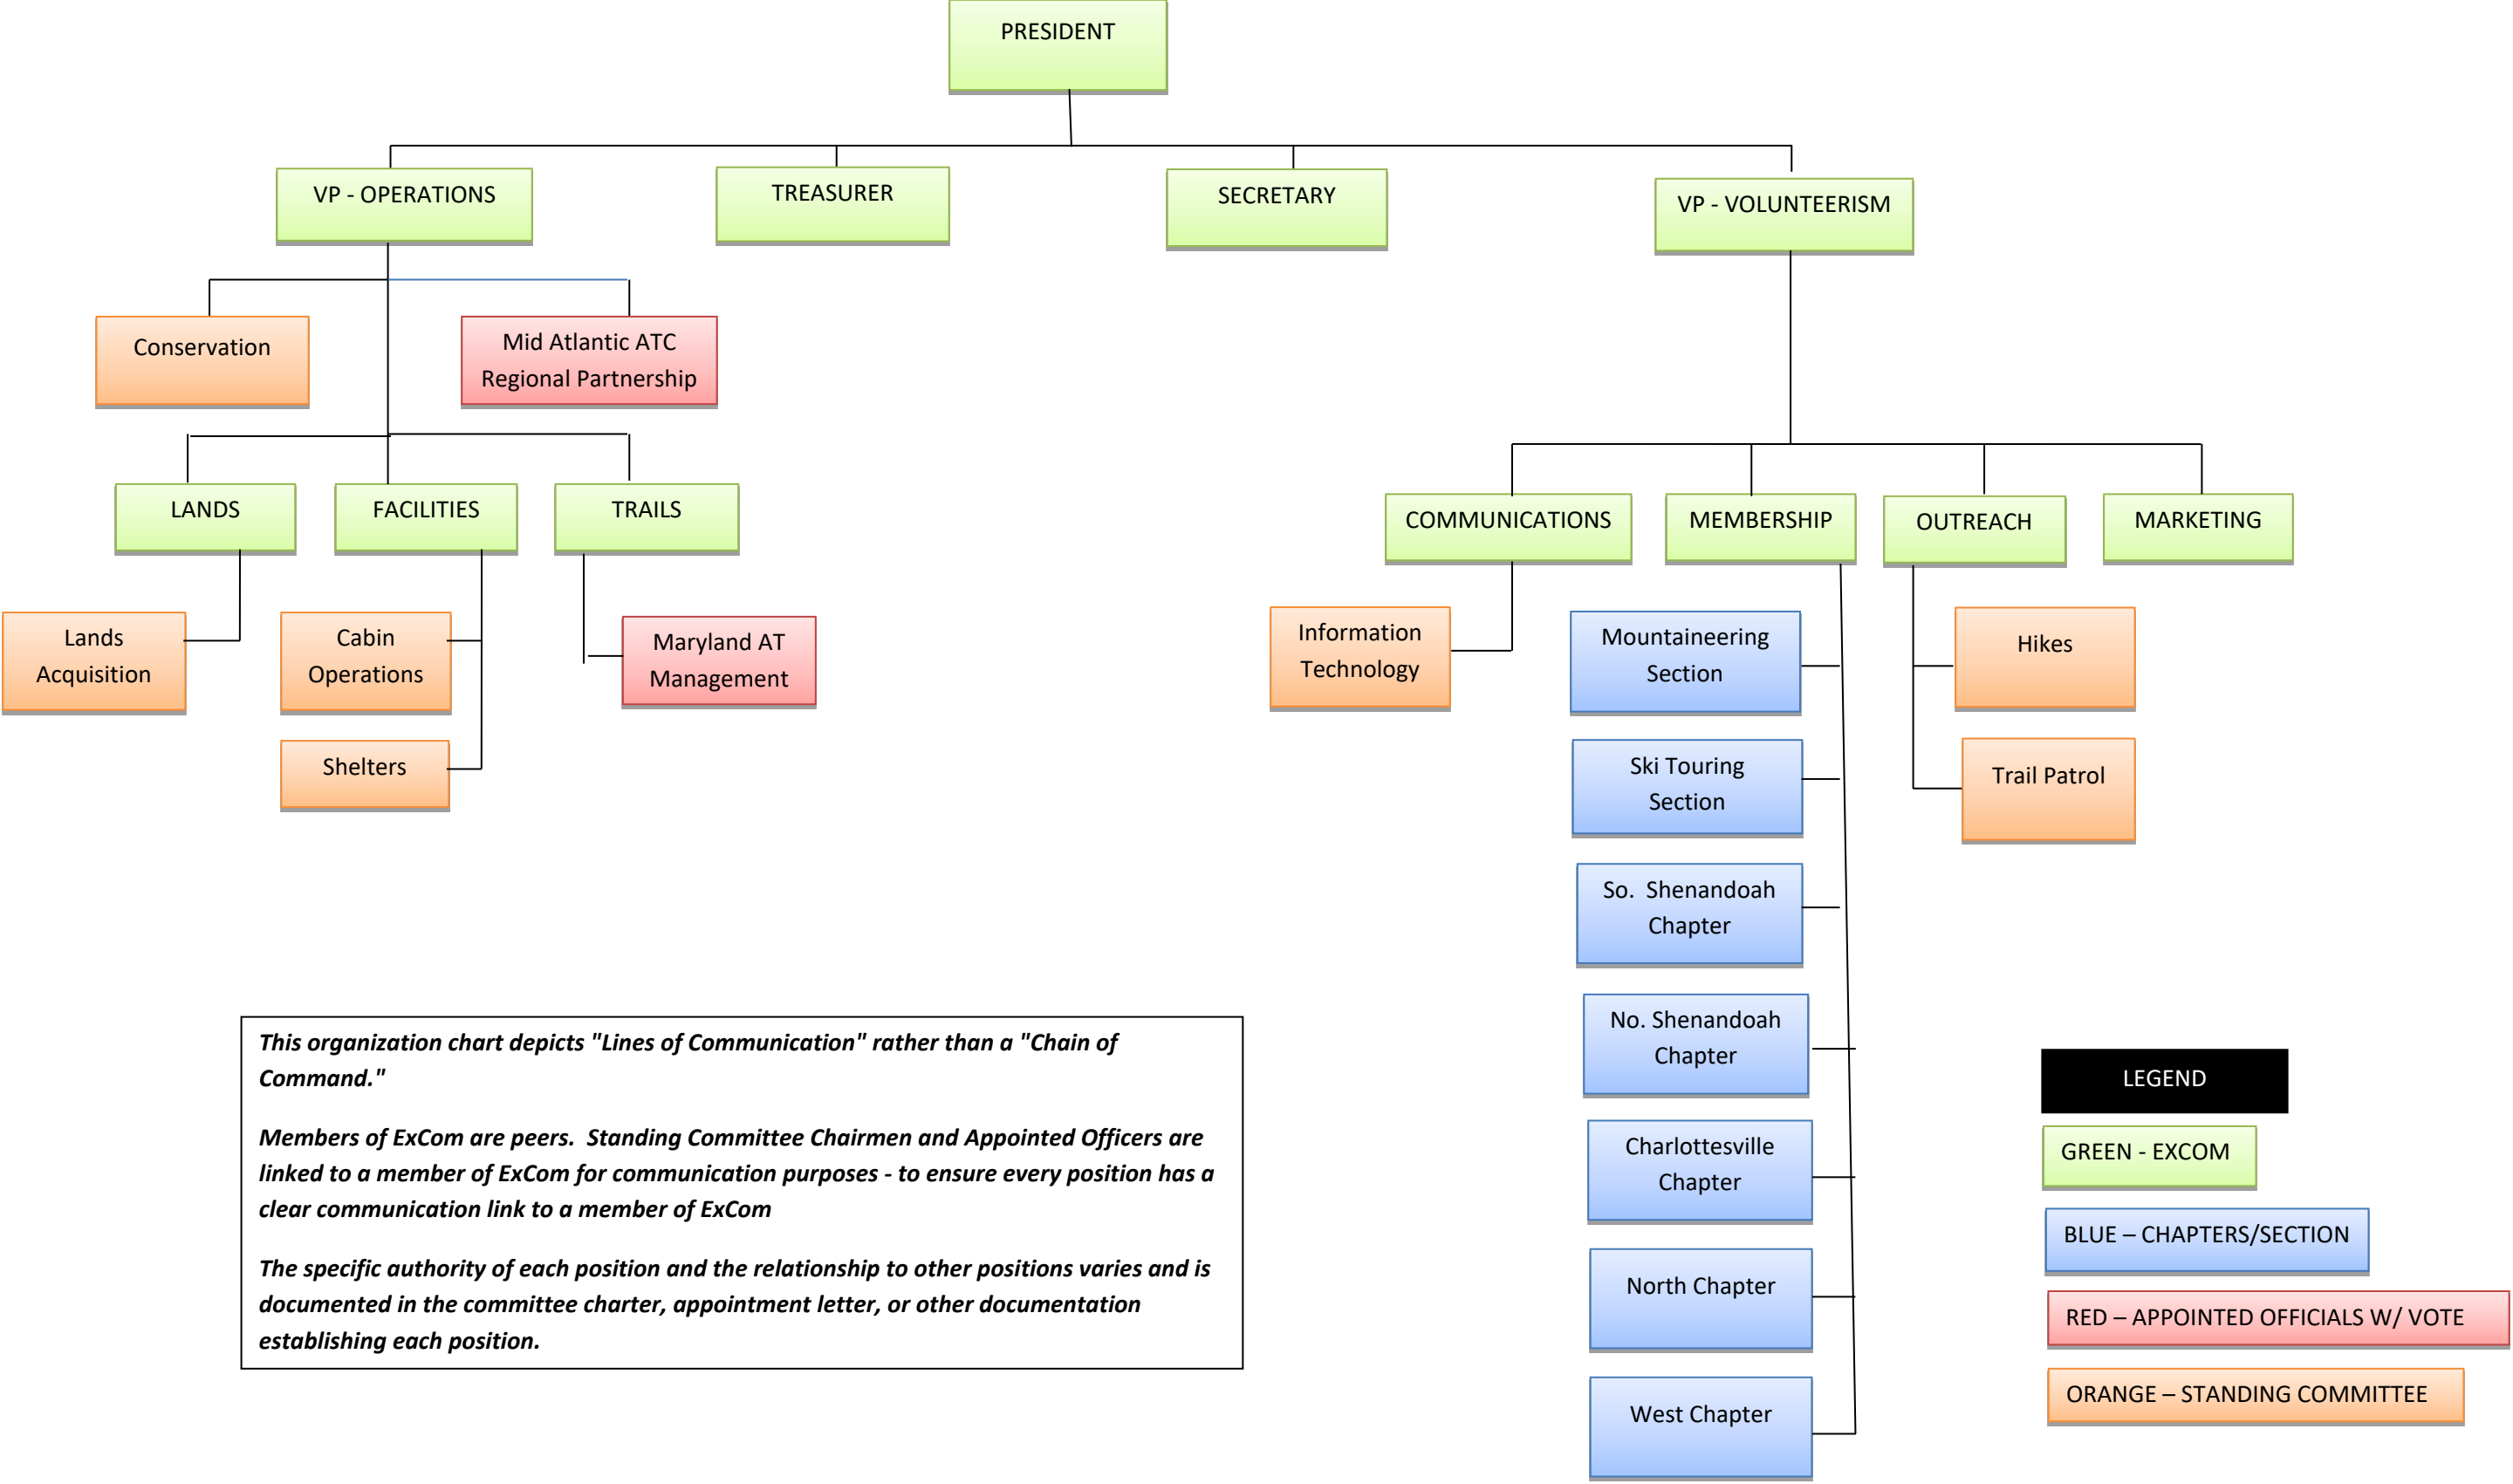 PRESIDENT
VP - OPERATIONS
TREASURER
SECRETARY
VP - VOLUNTEERISM
Conservation
Mid Atlantic ATC
Regional Partnership
LANDS
FACILITIES
TRAILS
COMMUNICATIONS
MEMBERSHIP
OUTREACH
MARKETING
Lands
Acquisition
Cabin
Operations
Maryland AT
Management
Shelters
Information
Technology
Mountaineering
Section
Hikes
Ski Touring
Section
Trail Patrol
So.  Shenandoah
Chapter
No. Shenandoah
Chapter
Charlottesville
Chapter
North Chapter
West Chapter
This organization chart depicts "Lines of Communication" rather than a "Chain of
Command."
Members of ExCom are peers.  Standing Committee Chairmen and Appointed Officers are
linked to a member of ExCom for communication purposes - to ensure every position has a
clear communication link to a member of ExCom
The specific authority of each position and the relationship to other positions varies and is
documented in the committee charter, appointment letter, or other documentation
establishing each position.
LEGEND
GREEN - EXCOM
BLUE – CHAPTERS/SECTION
RED – APPOINTED OFFICIALS W/ VOTE
ORANGE – STANDING COMMITTEE